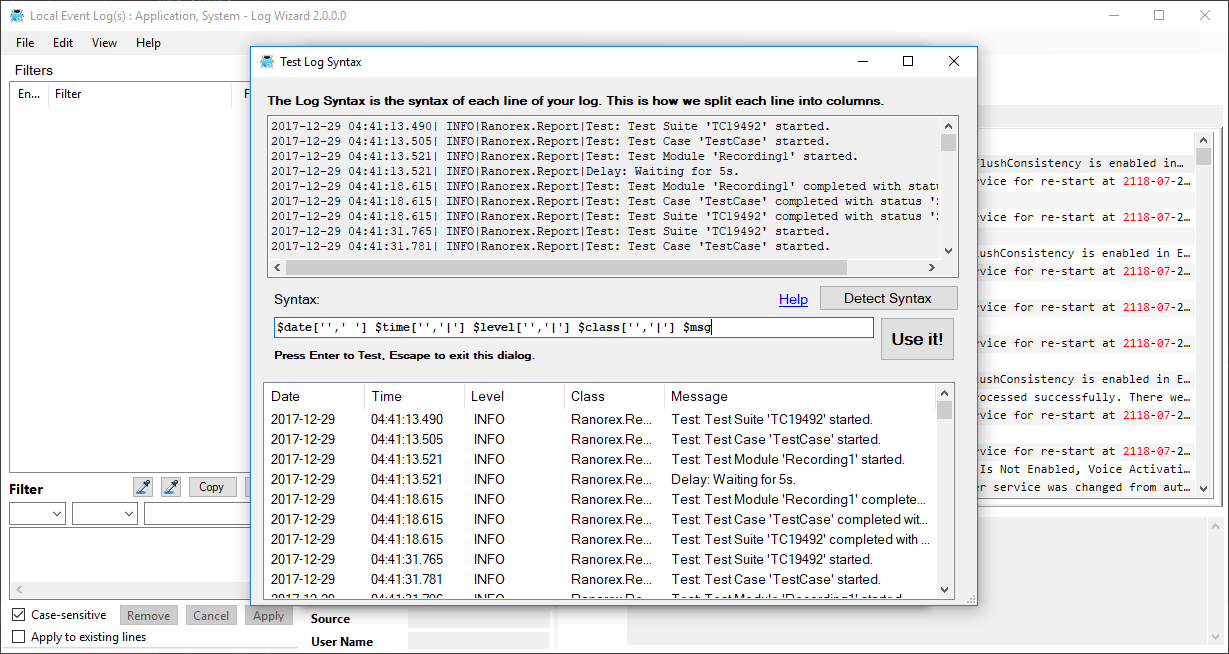 Local Event Log(s) : Application, System - Log Wizard 2.0.0.0
File Edit View Help
Filters
En... Filter F
Test Log Syntax
The Log Syntax is the syntax of each line of your log. This is how we split each line into columns.
2017-12-29 04:41:13.490| INFO|Ranorex.Report|Test: Test Suite 'TC19492' started.
2017-12-29 04:41:13.505| INFO|Ranorex.Report|Test: Test Case 'TestCase' started.
2017-12-29 04:41:13.521| INFO|Ranorex.Report|Test: Test Module 'Recording1' started.
2017-12-29 04:41:13.521| INFO|Ranorex.Report|Delay: Waiting for 5s.
2017-12-29 04:41:18.615| INFO|Ranorex.Report|Test: Test Module 'Recording1' completed with statu
2017-12-29 04:41:18.615| INFO|Ranorex.Report|Test: Test Case 'TestCase' completed with status '
2017-12-29 04:41:18.615| INFO|Ranorex.Report|Test: Test Suite 'TC19492' completed with status '
2017-12-29 04:41:31.765| INFO|Ranorex.Report|Test: Test Suite 'TC19492' started.
2017-12-29 04:41:31.781| INFO|Ranorex.Report|Test: Test Case 'TestCase' started.
Syntax: Help Detect Syntax
$date['',' '] $time['','|'] $level['','|'] $class['','|'] $msg
Use it!
Press Enter to Test, Escape to exit this dialog.
Date Time Level Class Message
2017-12-29 04:41:13.490 INFO Ranorex.Re... Test: Test Suite 'TC19492' started.
2017-12-29 04:41:13.505 INFO Ranorex.Re... Test: Test Case 'TestCase' started.
2017-12-29 04:41:13.521 INFO Ranorex.Re... Test: Test Module 'Recording1' started.
2017-12-29 04:41:13.521 INFO Ranorex.Re... Delay: Waiting for 5s.
2017-12-29 04:41:18.615 INFO Ranorex.Re... Test: Test Module 'Recording1' complete...
2017-12-29 04:41:18.615 INFO Ranorex.Re... Test: Test Case 'TestCase' completed wit...
2017-12-29 04:41:18.615 INFO Ranorex.Re... Test: Test Suite 'TC19492' completed with ...
2017-12-29 04:41:31.765 INFO Ranorex.Re... Test: Test Suite 'TC19492' started.
2017-12-29 04:41:31.781 INFO Ranorex.Re... Test: Test Case 'TestCase' started.
lushConsistency is enabled in...
vice for re-start at 2118-07-2...
vice for re-start at 2118-07-2...
lushConsistency is enabled in E...
vice for re-start at 2118-07-2...
vice for re-start at 2118-07-2...
vice for re-start at 2118-07-2...
lushConsistency is enabled in E...
ocessed successfully. There we...
vice for re-start at 2118-07-2...
vice for re-start at 2118-07-2...
Is Not Enabled, Voice Activati...
er service was changed from aut...
Filter Copy
Case-sensitive Remove Cancel Apply
Apply to existing lines
Source
User Name